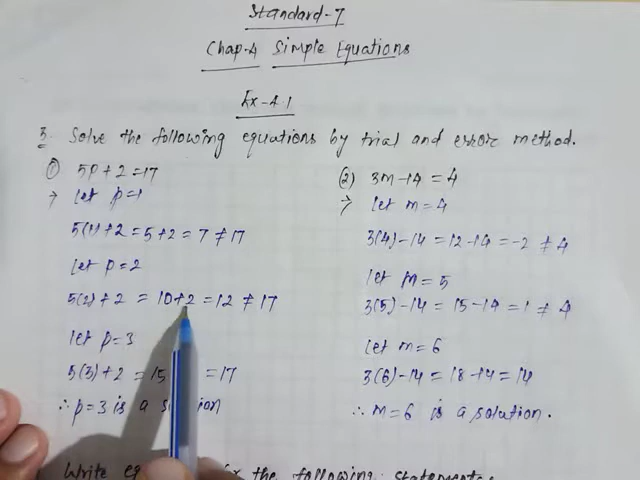 Standard-7
Chap-4 Simple Equations
Ex-4.1
3. Solve the following equations by trial and error method.
(1) 5p+2=17
→ let p=1
5(1)+2=5+2=7≠17
let p=2
5(2)+2=10+2=12≠17
let p=3
5(3)+2=15 =17
∴ p=3 is a
(2) 3m-14=4
→ let m=4
3(4)-14=12-14=-2≠4
let m=5
3(5)-14=15-14=1≠4
let m=6
3(6)-14=18-14=14
∴ m=6 is a solution.
Write the following statements